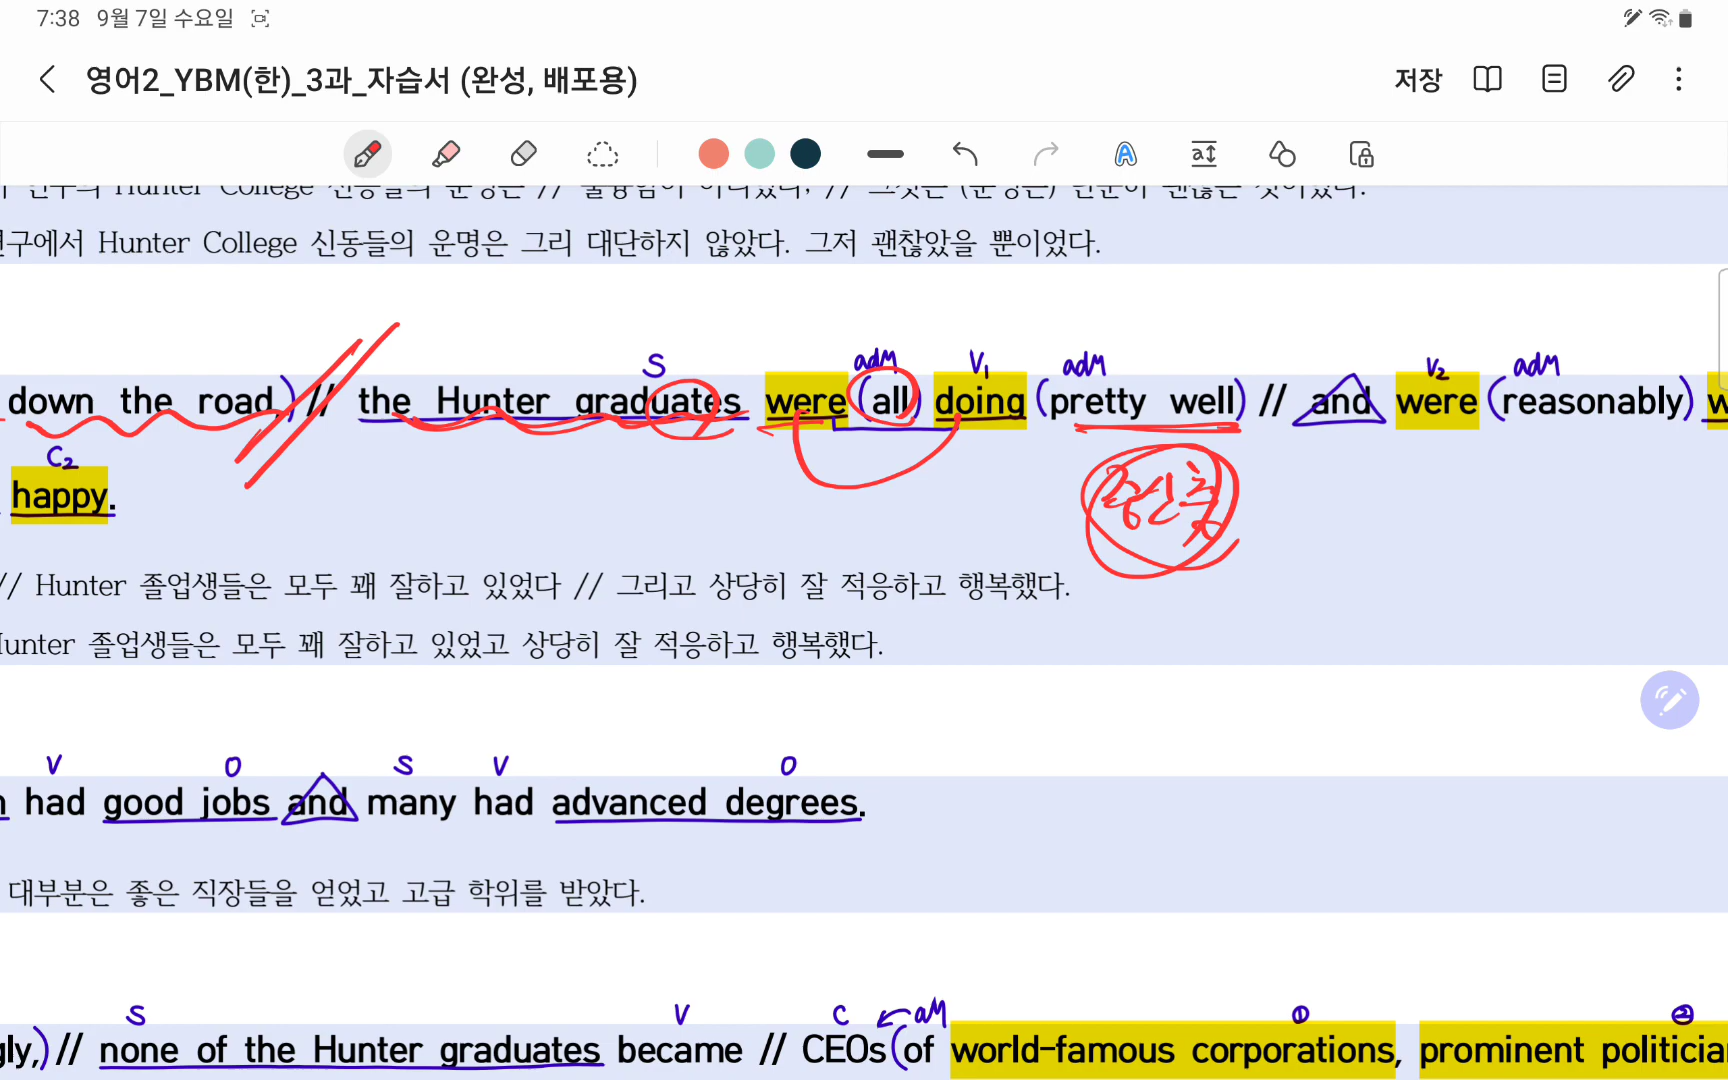 7:38 9월 7일 수요일
영어2_YBM(한)_3과_자습서 (완성, 배포용)
저장
연구에서 Hunter College 신동들의 운명은 그리 대단하지 않았다. 그저 괜찮았을 뿐이었다.
S adM V₁ adM V₂ adM
down the road,) // the Hunter graduates were (all) doing (pretty well) // and were (reasonably)
C₂
happy.
// Hunter 졸업생들은 모두 꽤 잘하고 있었다 // 그리고 상당히 잘 적응하고 행복했다.
Hunter 졸업생들은 모두 꽤 잘하고 있었고 상당히 잘 적응하고 행복했다.
V O S V O
had good jobs and many had advanced degrees.
대부분은 좋은 직장들을 얻었고 고급 학위를 받았다.
S V C aM ① ②
gly,) // none of the Hunter graduates became // CEOs (of world-famous corporations, prominent politicia